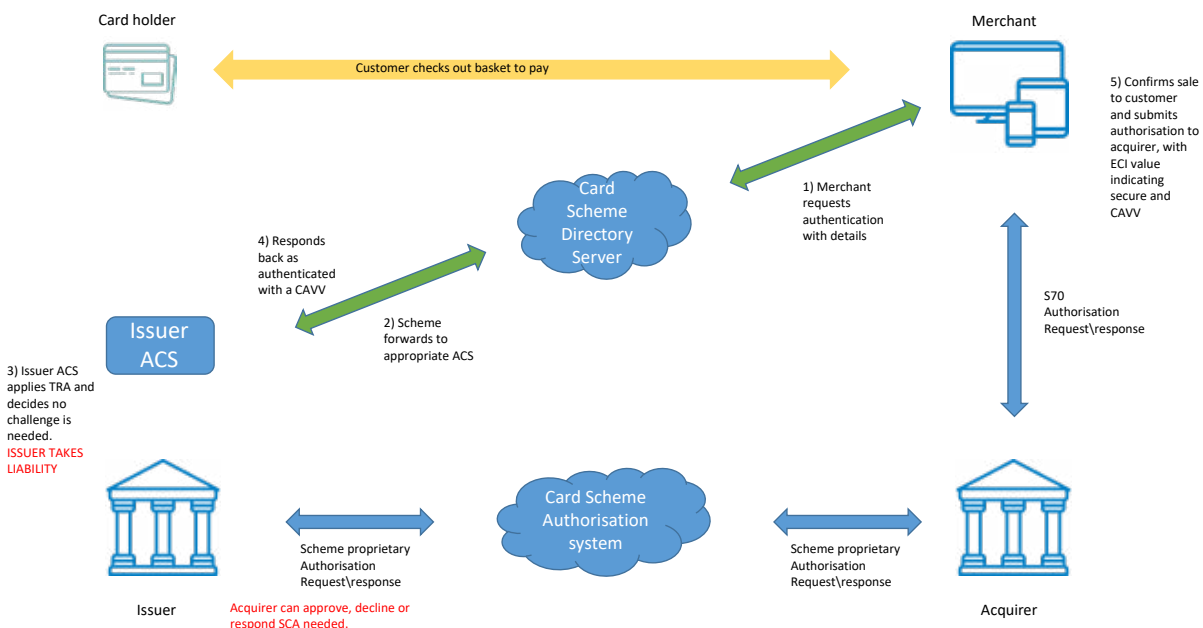 Card holder
Merchant
Customer checks out basket to pay
5) Confirms sale
to customer
and submits
authorisation to
acquirer, with
ECI value
indicating
secure and
CAVV
Card
Scheme
Directory
Server
1) Merchant
requests
authentication
with details
4) Responds
back as
authenticated
with a CAVV
2) Scheme
forwards to
appropriate ACS
S70
Authorisation
Request\response
Issuer
ACS
3) Issuer ACS
applies TRA and
decides no
challenge is
needed.
ISSUER TAKES
LIABILITY
Card Scheme
Authorisation
system
Scheme proprietary
Authorisation
Request\response
Scheme proprietary
Authorisation
Request\response
Issuer
Acquirer can approve, decline or
respond SCA needed.
Acquirer